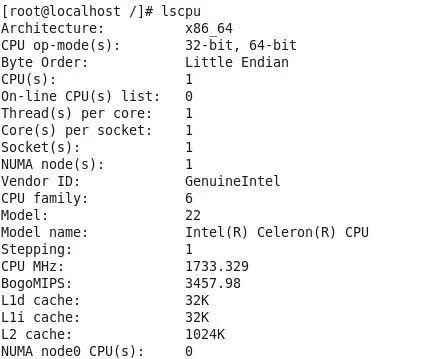 [root@localhost /]# lscpu
Architecture:          x86_64
CPU op-mode(s):        32-bit, 64-bit
Byte Order:            Little Endian
CPU(s):                1
On-line CPU(s) list:   0
Thread(s) per core:    1
Core(s) per socket:    1
Socket(s):             1
NUMA node(s):          1
Vendor ID:             GenuineIntel
CPU family:            6
Model:                 22
Model name:            Intel(R) Celeron(R) CPU
Stepping:              1
CPU MHz:               1733.329
BogoMIPS:              3457.98
L1d cache:             32K
L1i cache:             32K
L2 cache:              1024K
NUMA node0 CPU(s):     0